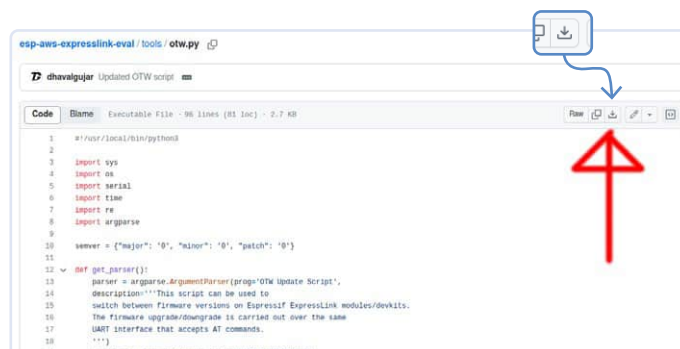 esp-aws-expresslink-eval / tools / otw.py
dhavalgujar Updated OTW script
Code Blame Executable File · 96 lines (81 loc) · 2.7 KB Raw
1 #!/usr/local/bin/python3
2
3 import sys
4 import os
5 import serial
6 import time
7 import re
8 import argparse
9
10 semver = {"major": '0', "minor": '0', "patch": '0'}
11
12 def get_parser():
13 parser = argparse.ArgumentParser(prog='OTW Update Script',
14 description='''This script can be used to
15 switch between firmware versions on Espressif ExpressLink modules/devkits.
16 The firmware upgrade/downgrade is carried out over the same
17 UART interface that accepts AT commands.
18 ''')